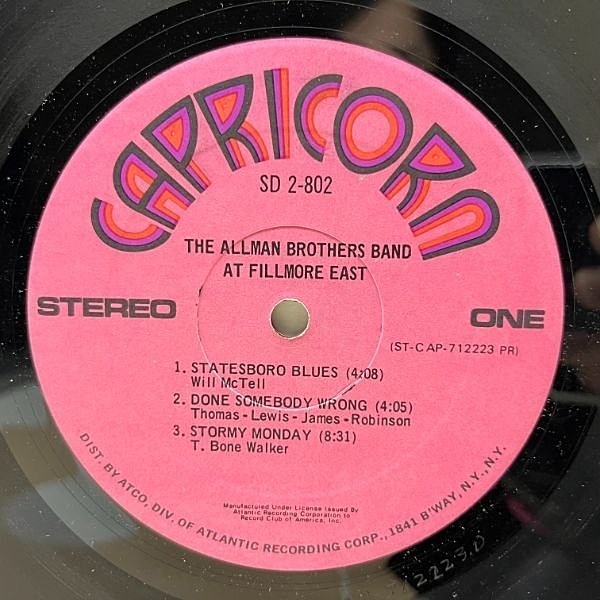 CAPRICORN
SD 2-802
THE ALLMAN BROTHERS BAND
AT FILLMORE EAST
STEREO
ONE
(ST-CAP-712223 PR)
1. STATESBORO BLUES (4:08)
Will McTell
2. DONE SOMEBODY WRONG (4:05)
Thomas-Lewis-James-Robinson
3. STORMY MONDAY (8:31)
T. Bone Walker
Manufactured Under License Issued By
Atlantic Recording Corporation to
Record Club of America, Inc.
DIST. BY ATCO, DIV. OF ATLANTIC RECORDING CORP., 1841 B'WAY, N.Y., N.Y.